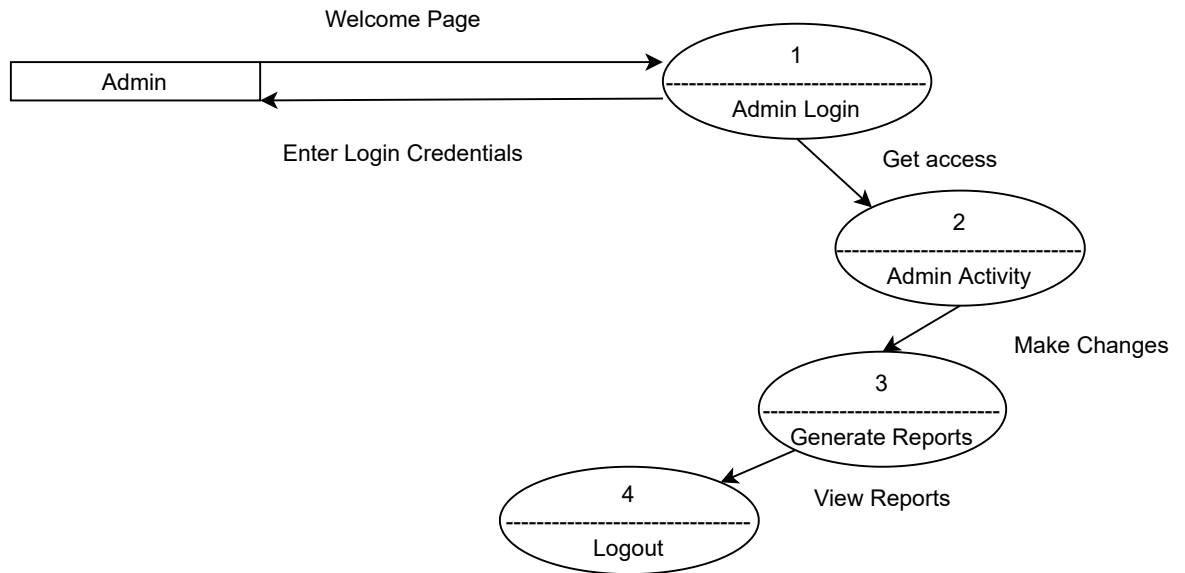 Welcome Page
Admin
1
Admin Login
Enter Login Credentials
Get access
2
Admin Activity
Make Changes
3
Generate Reports
View Reports
4
Logout